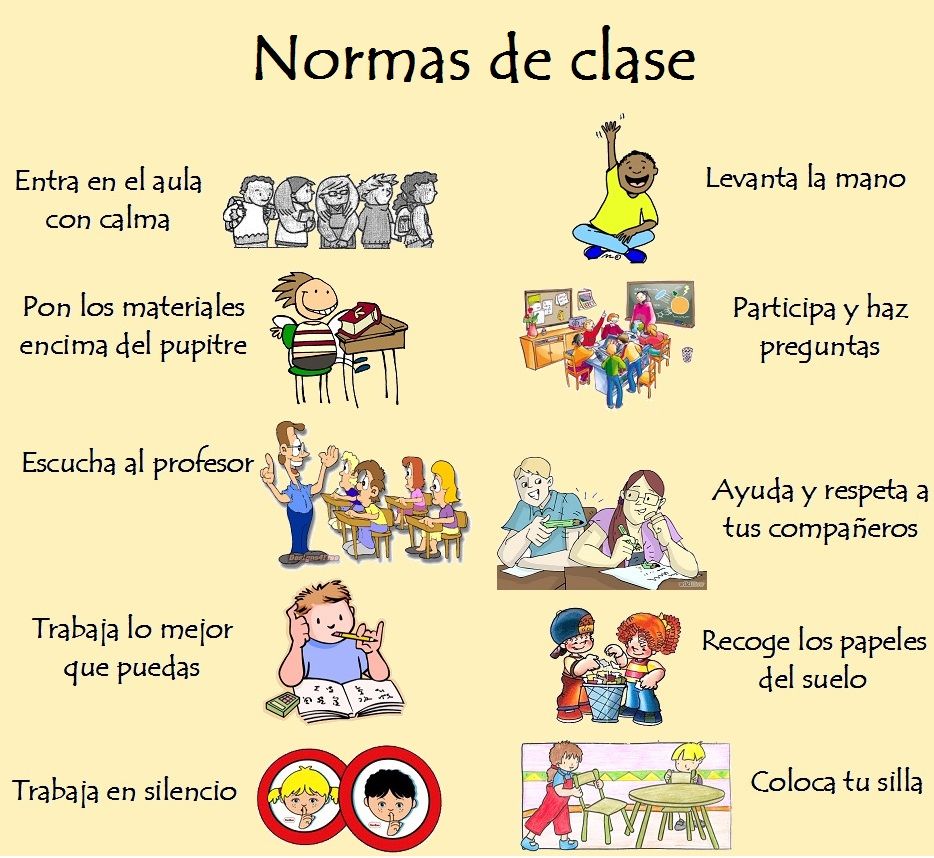 Normas de clase
Entra en el aula
con calma
Levanta la mano
Pon los materiales
encima del pupitre
Participa y haz
preguntas
Escucha al profesor
Ayuda y respeta a
tus compañeros
Trabaja lo mejor
que puedas
Recoge los papeles
del suelo
Trabaja en silencio
Coloca tu silla